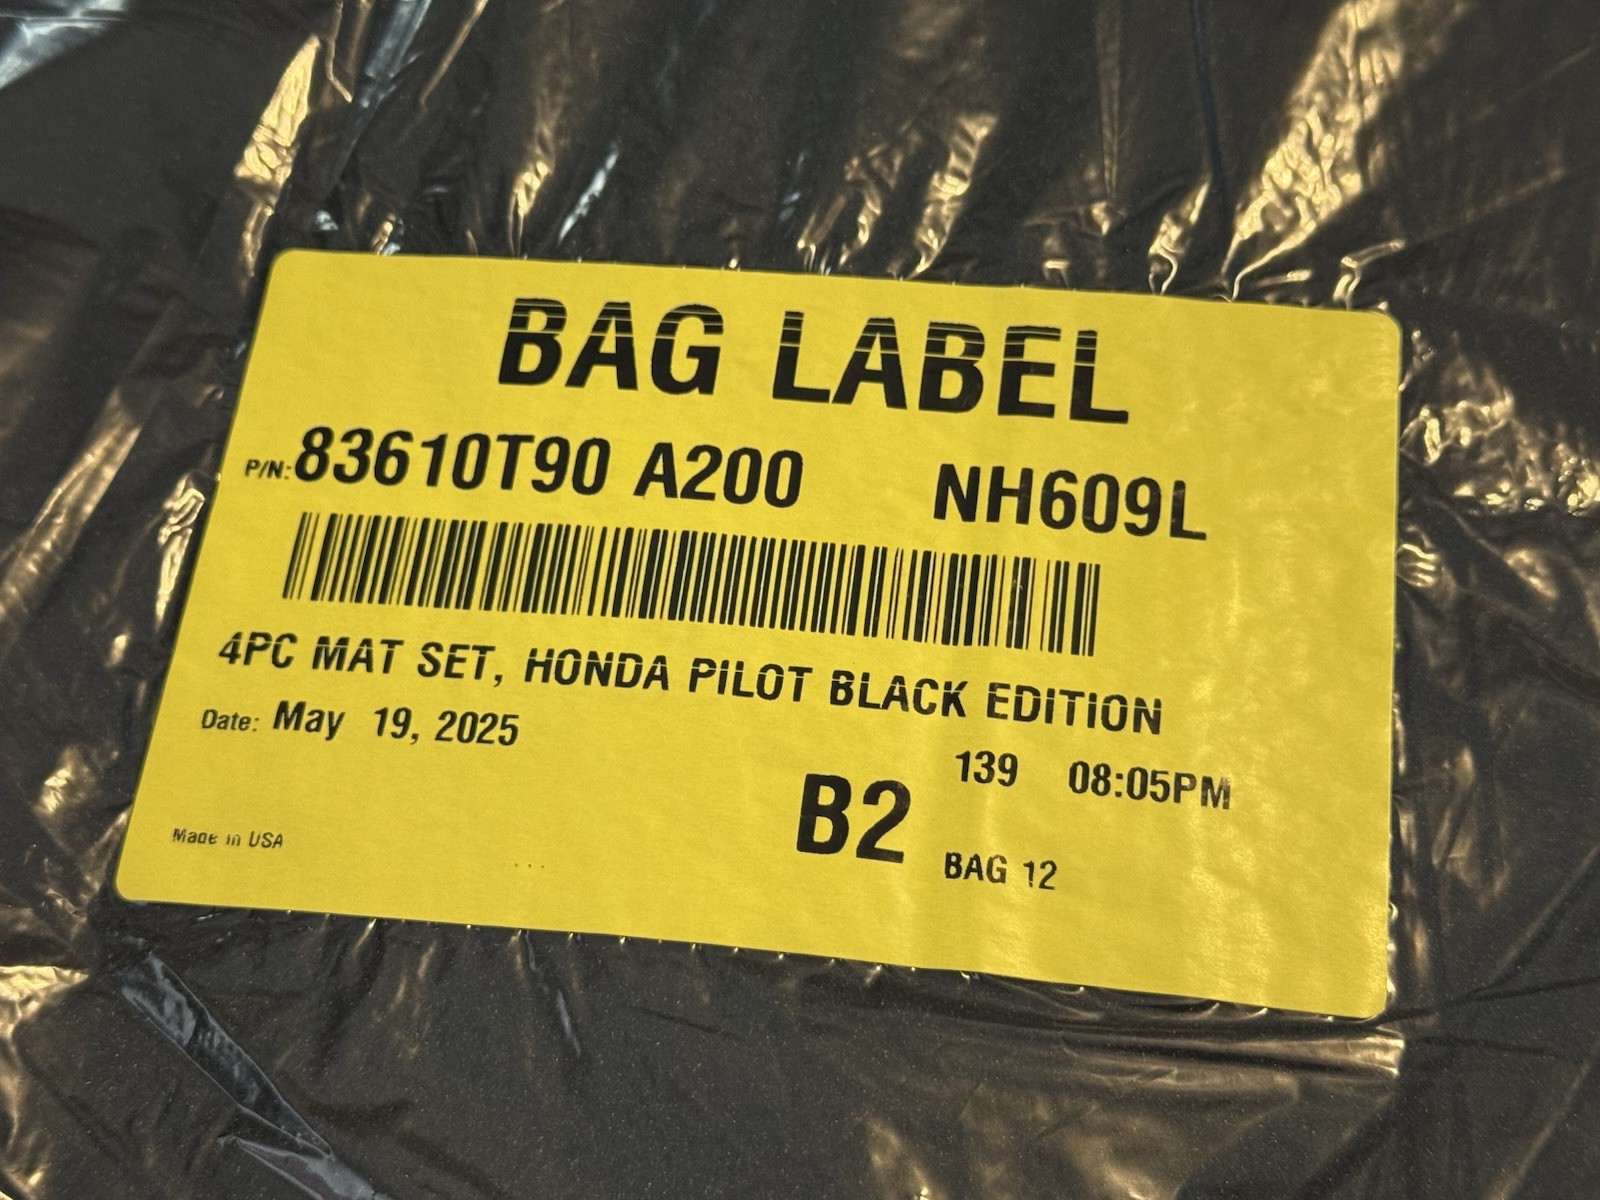 BAG LABEL
P/N: 83610T90 A200 NH609L
4PC MAT SET, HONDA PILOT BLACK EDITION
Date: May 19, 2025
139 08:05PM
B2 BAG 12
Made in USA